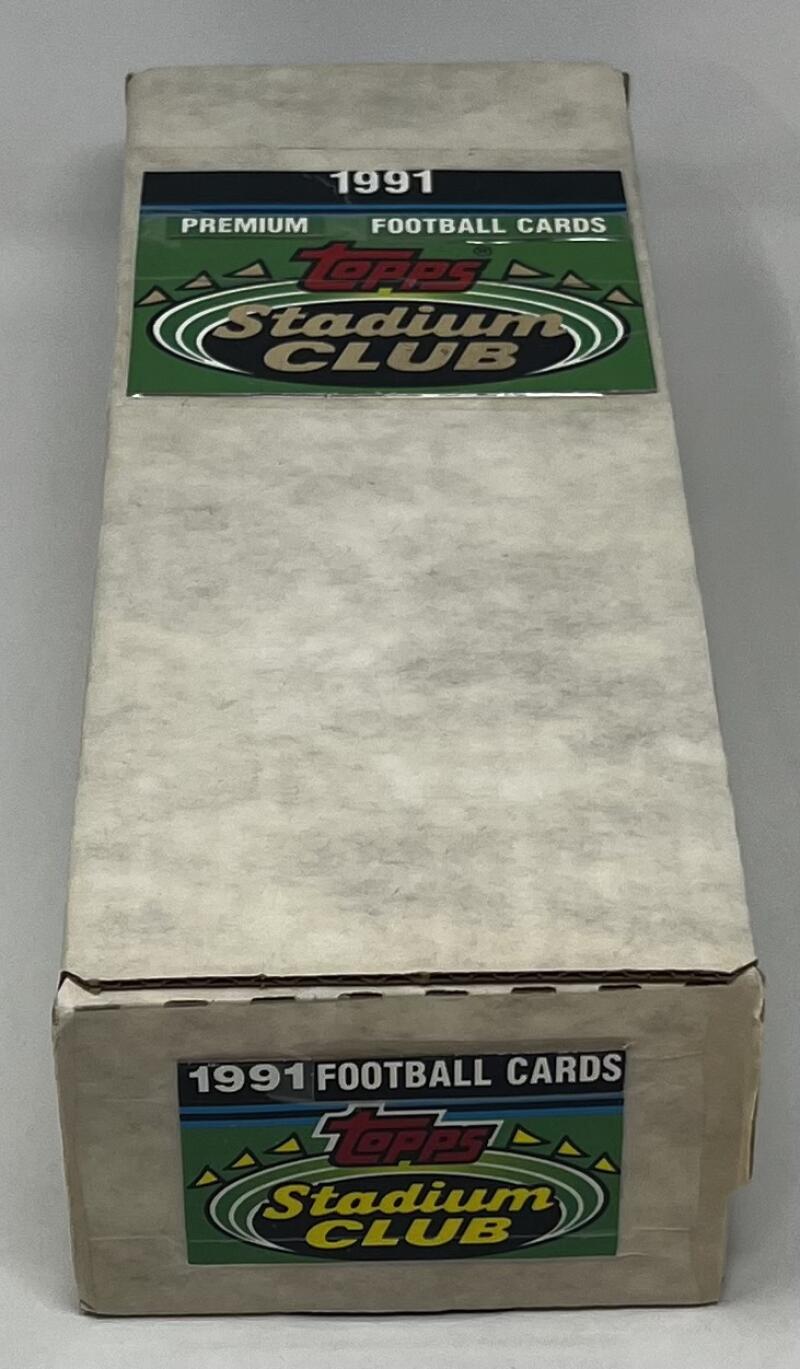 1991
PREMIUM FOOTBALL CARDS
Topps®
Stadium
CLUB
1991 FOOTBALL CARDS
Topps
Stadium
CLUB